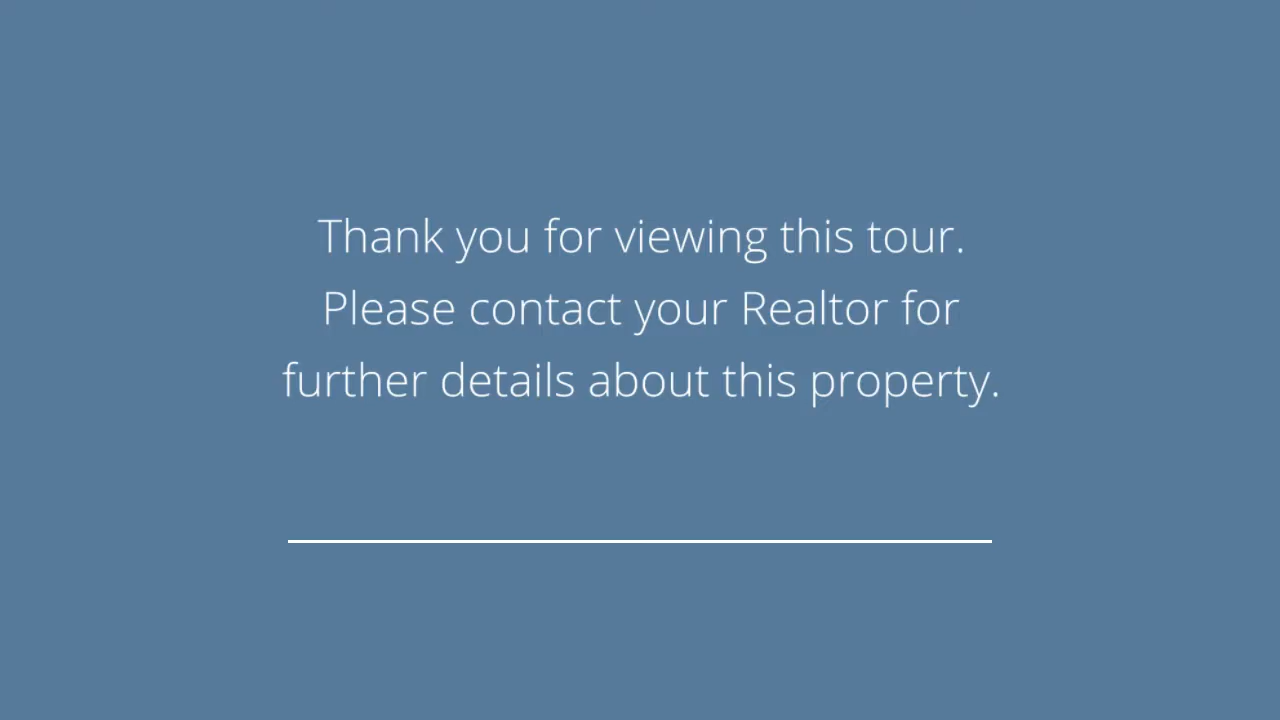 Thank you for viewing this tour.
Please contact your Realtor for
further details about this property.